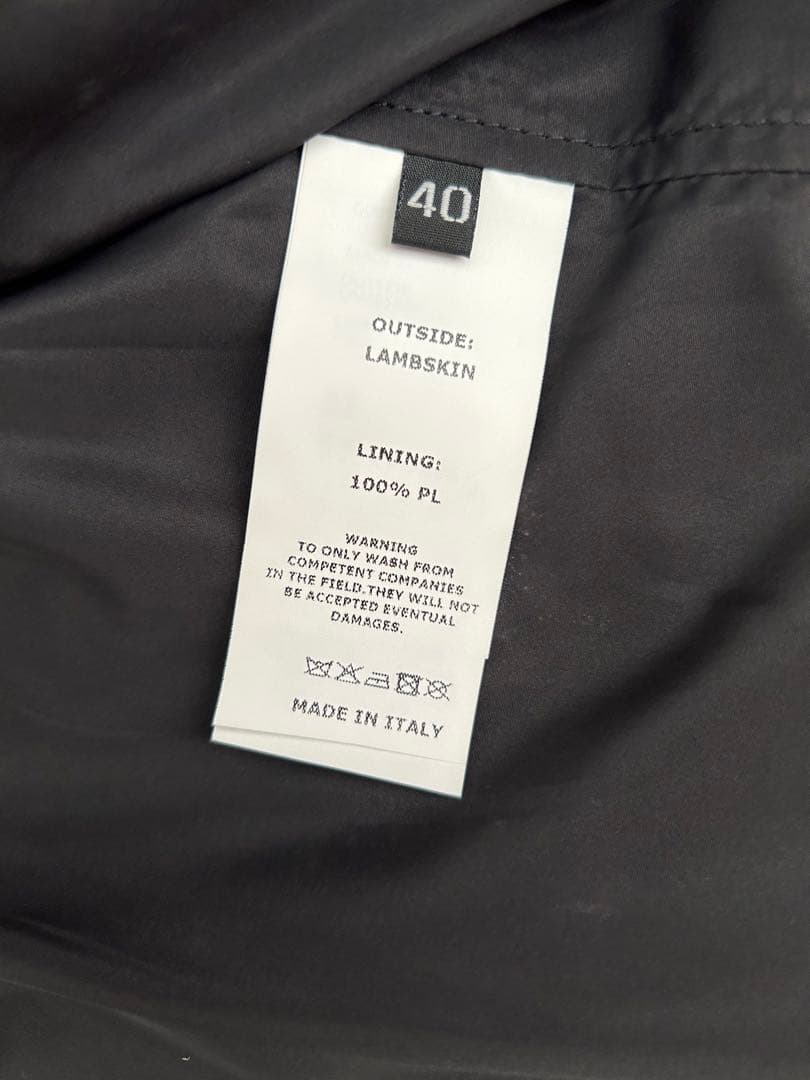 40
OUTSIDE:
LAMBSKIN
LINING:
100% PL
WARNING
TO ONLY WASH FROM
COMPETENT COMPANIES
IN THE FIELD.THEY WILL NOT
BE ACCEPTED EVENTUAL
DAMAGES.
MADE IN ITALY